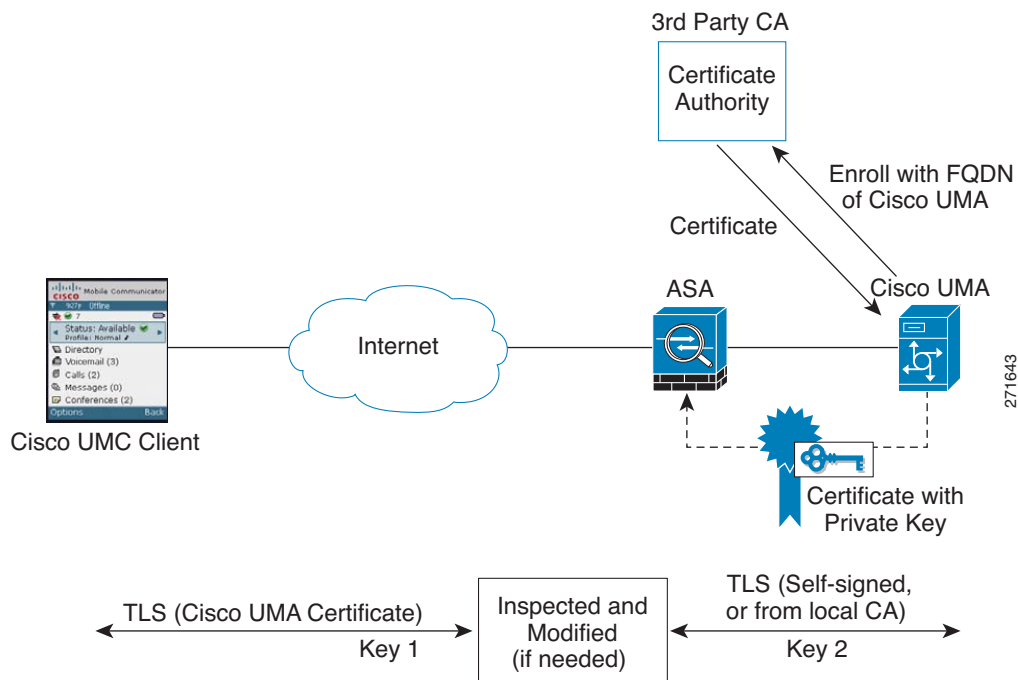 3rd Party CA
Certificate
Authority
Enroll with FQDN
of Cisco UMA
Certificate
Cisco UMA
ASA
CISCO Mobile Communicator
Offline
7
Status: Available
Profile: Normal
Directory
Voicemail (3)
Calls (2)
Messages (0)
Conferences (2)
Options Back
Internet
Cisco UMC Client
271643
Certificate with
Private Key
TLS (Cisco UMA Certificate)
Key 1
Inspected and
Modified
(if needed)
TLS (Self-signed,
or from local CA)
Key 2